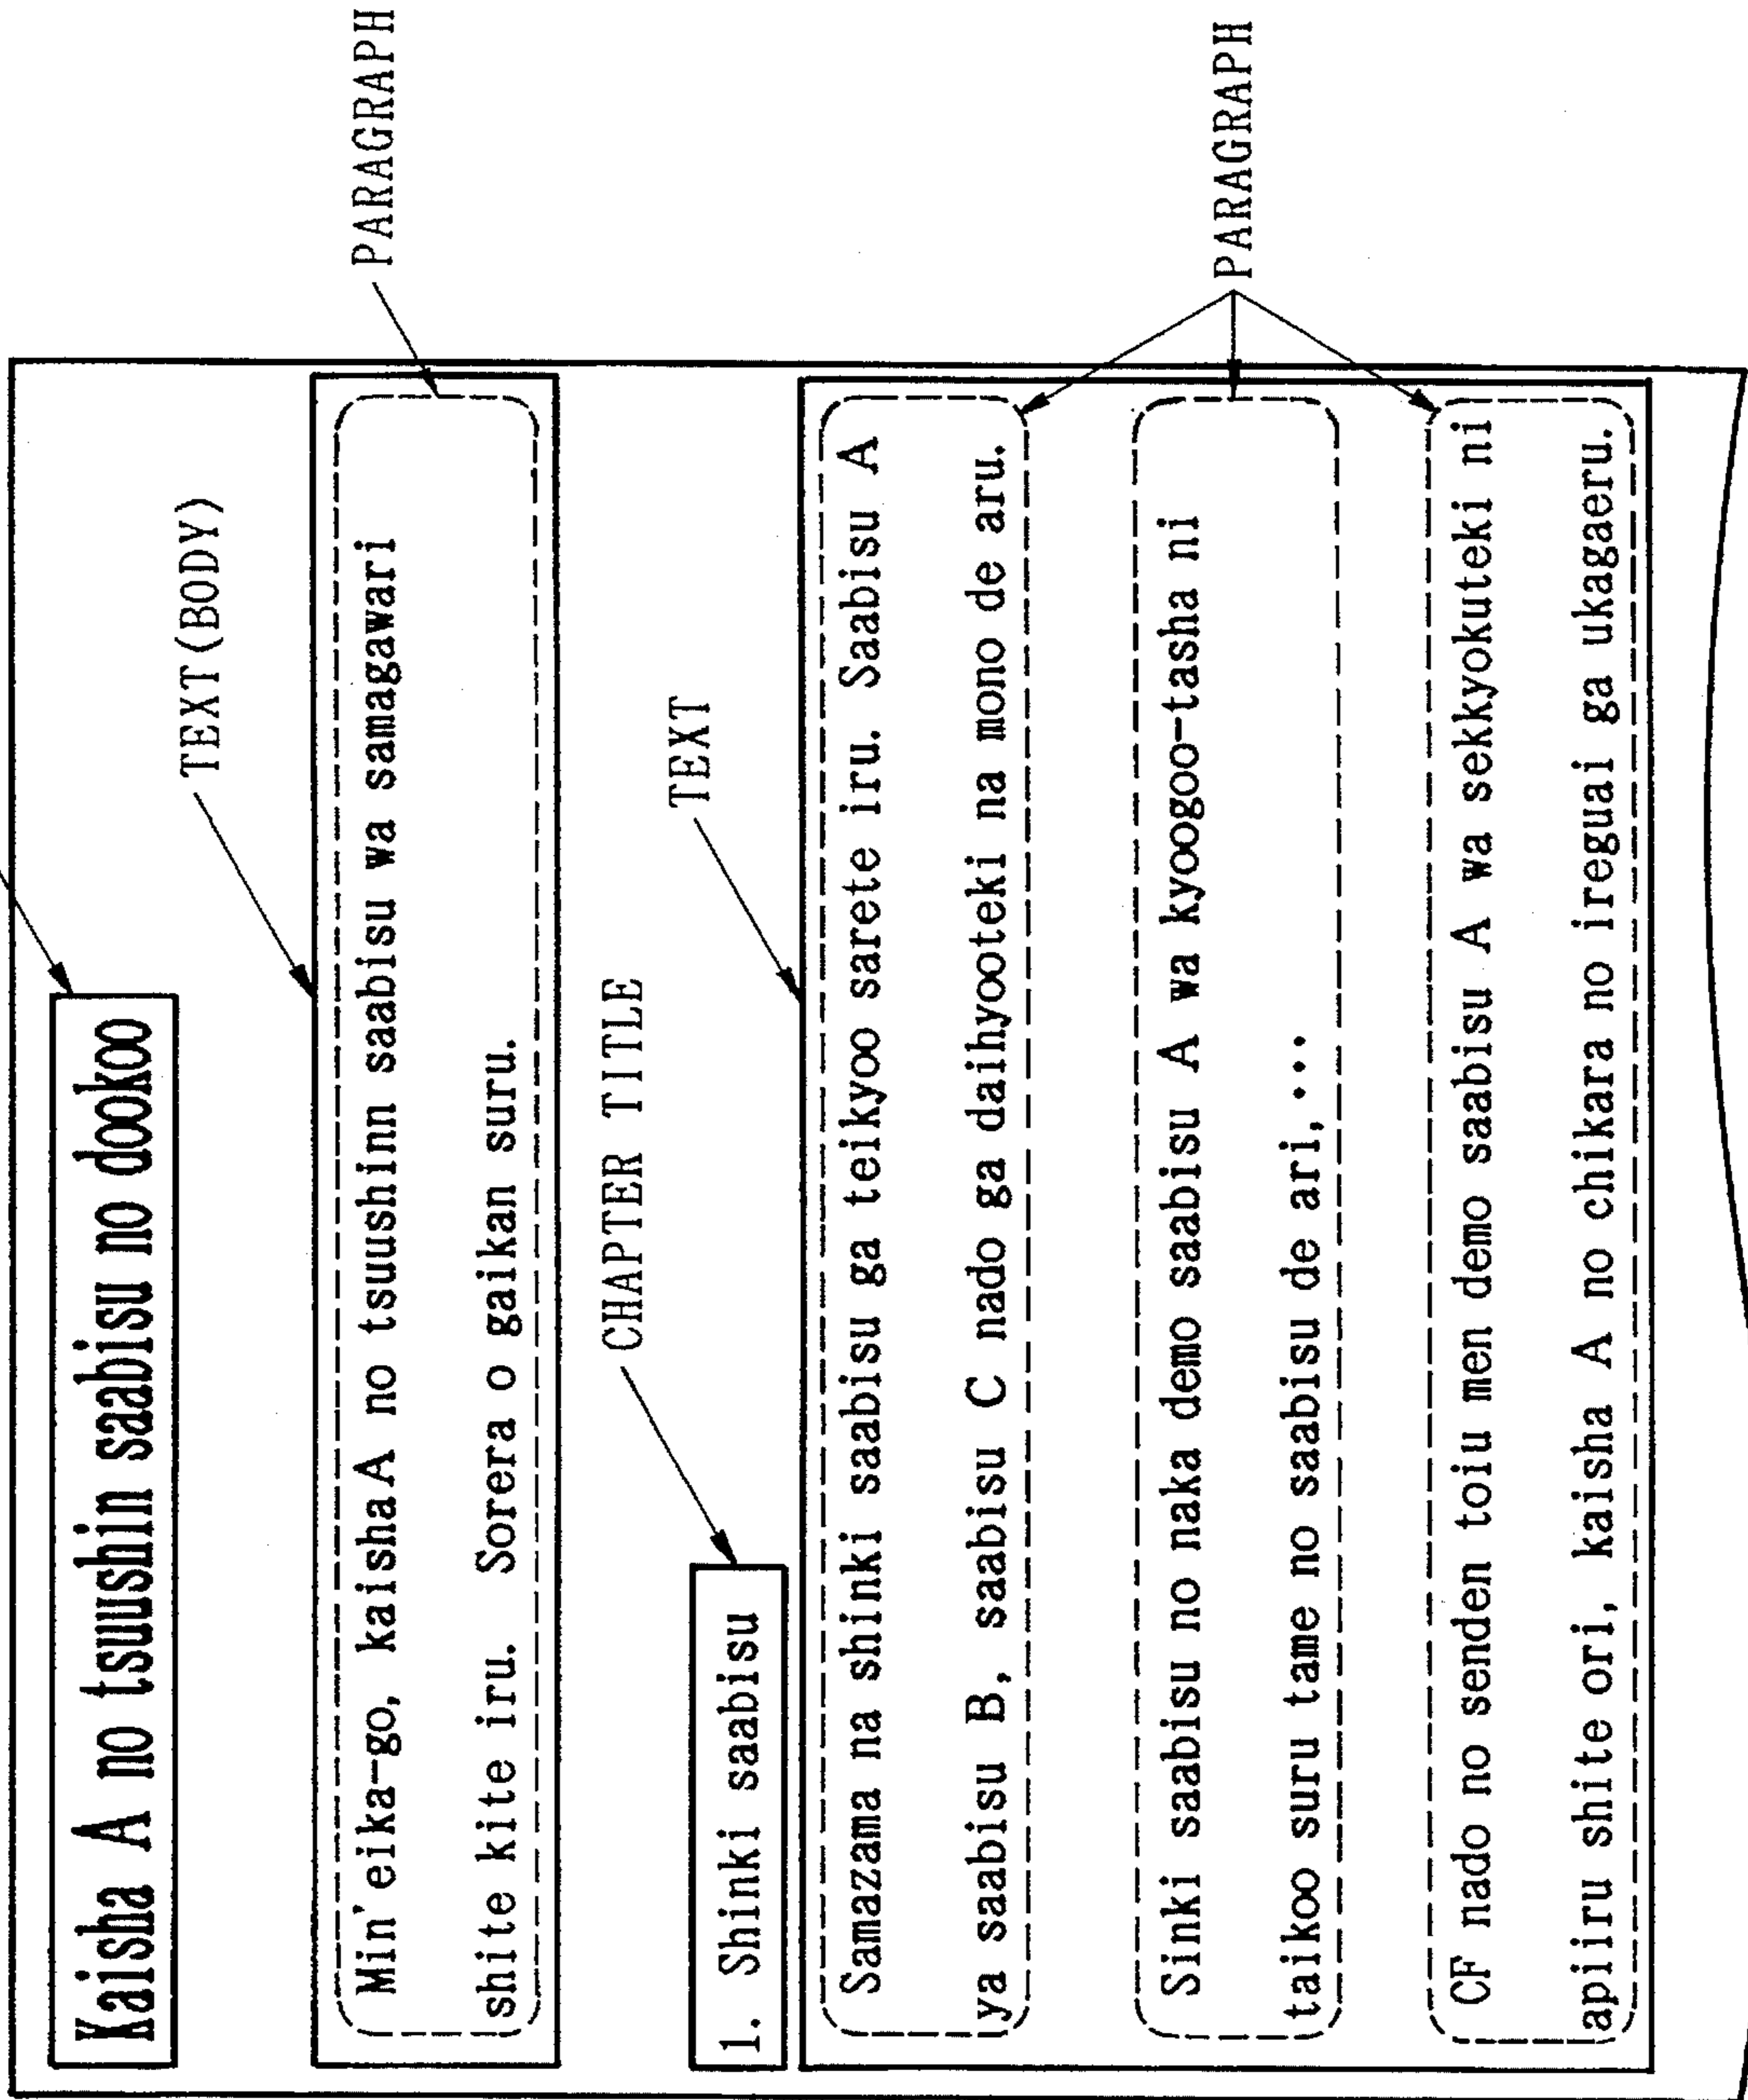 Kaisha A no tsuushin saabisu no dookoo
TEXT(BODY)
Min'eika-go, kaisha A no tsuushinn saabisu wa samagawari
shite kite iru. Sorera o gaikan suru.
PARAGRAPH
CHAPTER TITLE
1. Shinki saabisu
TEXT
Samazama na shinki saabisu ga teikyoo sarete iru. Saabisu A
ya saabisu B, saabisu C nado ga daihyooteki na mono de aru.
Sinki saabisu no naka demo saabisu A wa kyoogoo-tasha ni
taikoo suru tame no saabisu de ari,•••
PARAGRAPH
CF nado no senden toiu men demo saabisu A wa sekkyokuteki ni
apiiru shite ori, kaisha A no chikara no ireguai ga ukagaeru.